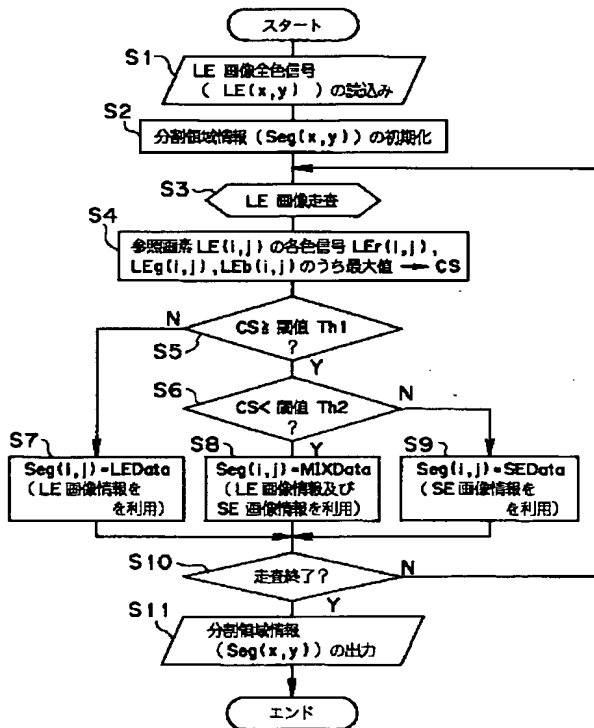 スタート
S1
LE 画像全色信号
( LE(x,y) ) の読込み
S2
分割領域情報 (Seg(x,y)) の初期化
S3
LE 画像走査
S4
参照画素 LE(i,j) の各色信号 LEr(i,j),
LEg(i,j),LEb(i,j)のうち最大値 → CS
N
CS≧ 閾値 Th1
?
S5
Y
S6
CS< 閾値 Th2
?
N
Y
S7
Seg(i,j)=LEData
(LE 画像情報を
を利用)
S8
Seg(i,j)=MIXData
(LE 画像情報及び
SE 画像情報を利用)
S9
Seg(i,j)=SEData
(SE 画像情報を
を利用)
S10
走査終了?
N
Y
S11
分割領域情報
(Seg(x,y)) の出力
エンド